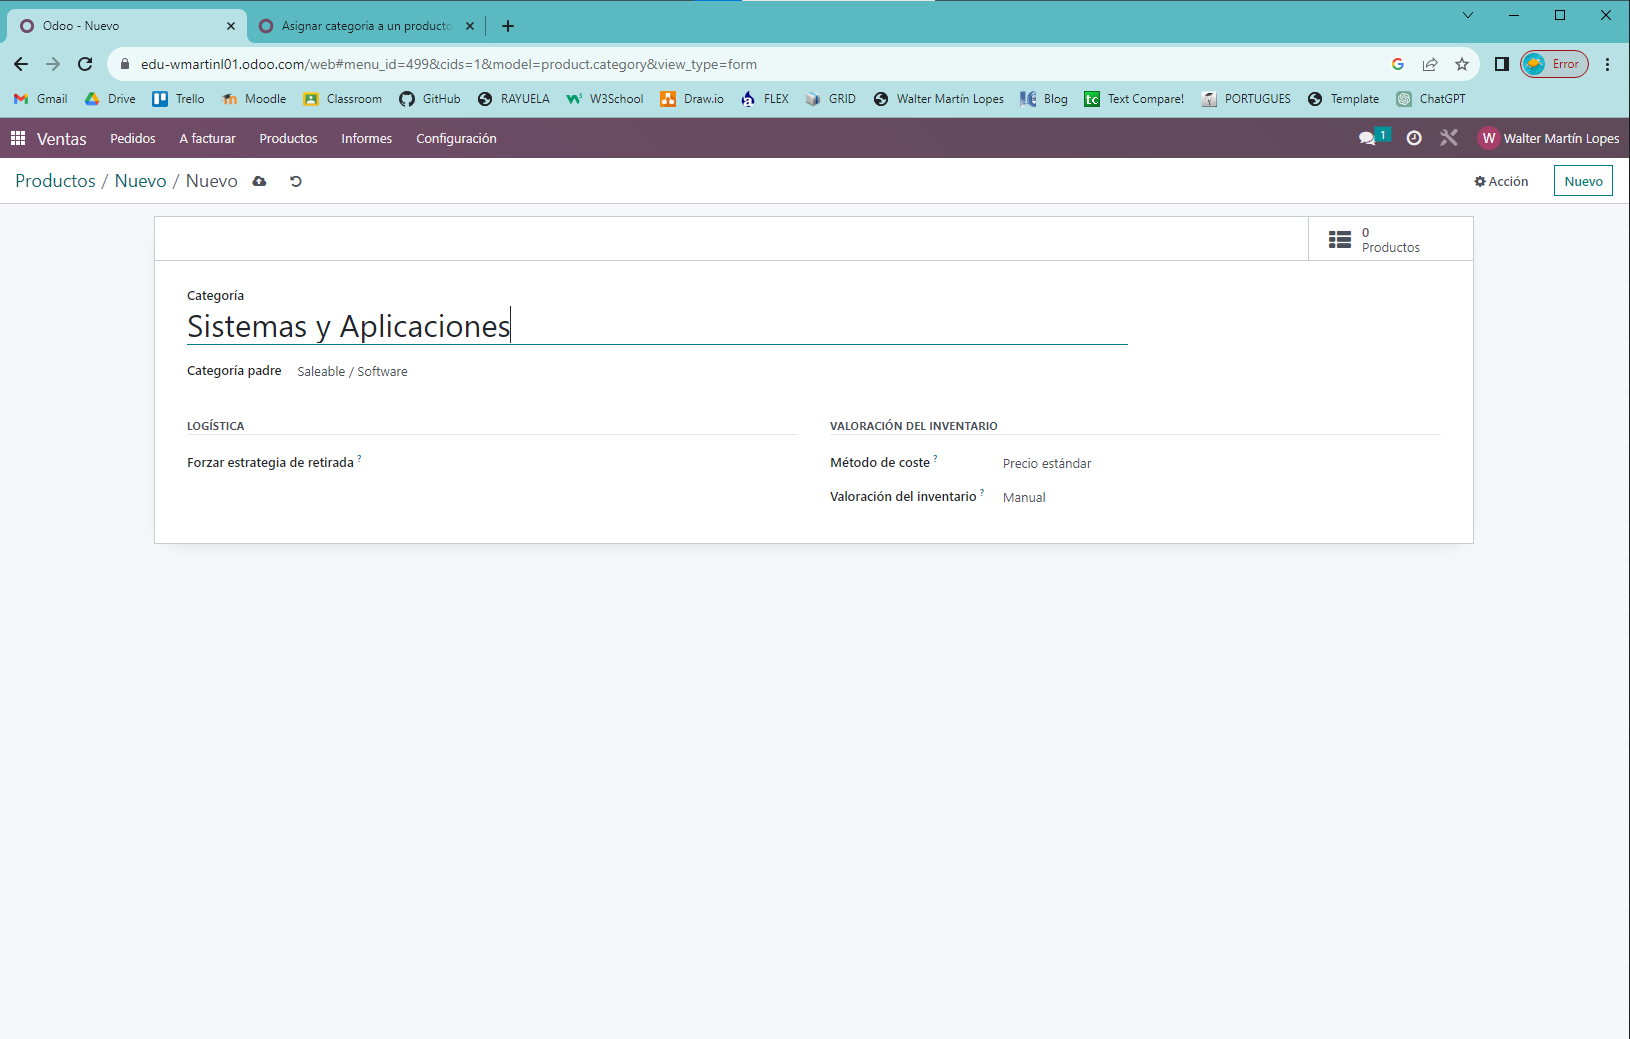 Odoo - Nuevo
Asignar categoria a un producto
edu-wmartinl01.odoo.com/web#menu_id=499&cids=1&model=product.category&view_type=form
Error
Gmail Drive Trello Moodle Classroom GitHub RAYUELA W3School Draw.io FLEX GRID Walter Martín Lopes Blog Text Compare! PORTUGUES Template ChatGPT
Ventas Pedidos A facturar Productos Informes Configuración 1 W Walter Martín Lopes
Productos / Nuevo / Nuevo Acción Nuevo
0
Productos
Categoría
Sistemas y Aplicaciones
Categoría padre Saleable / Software
LOGÍSTICA VALORACIÓN DEL INVENTARIO
Forzar estrategia de retirada ? Método de coste ? Precio estándar
Valoración del inventario ? Manual